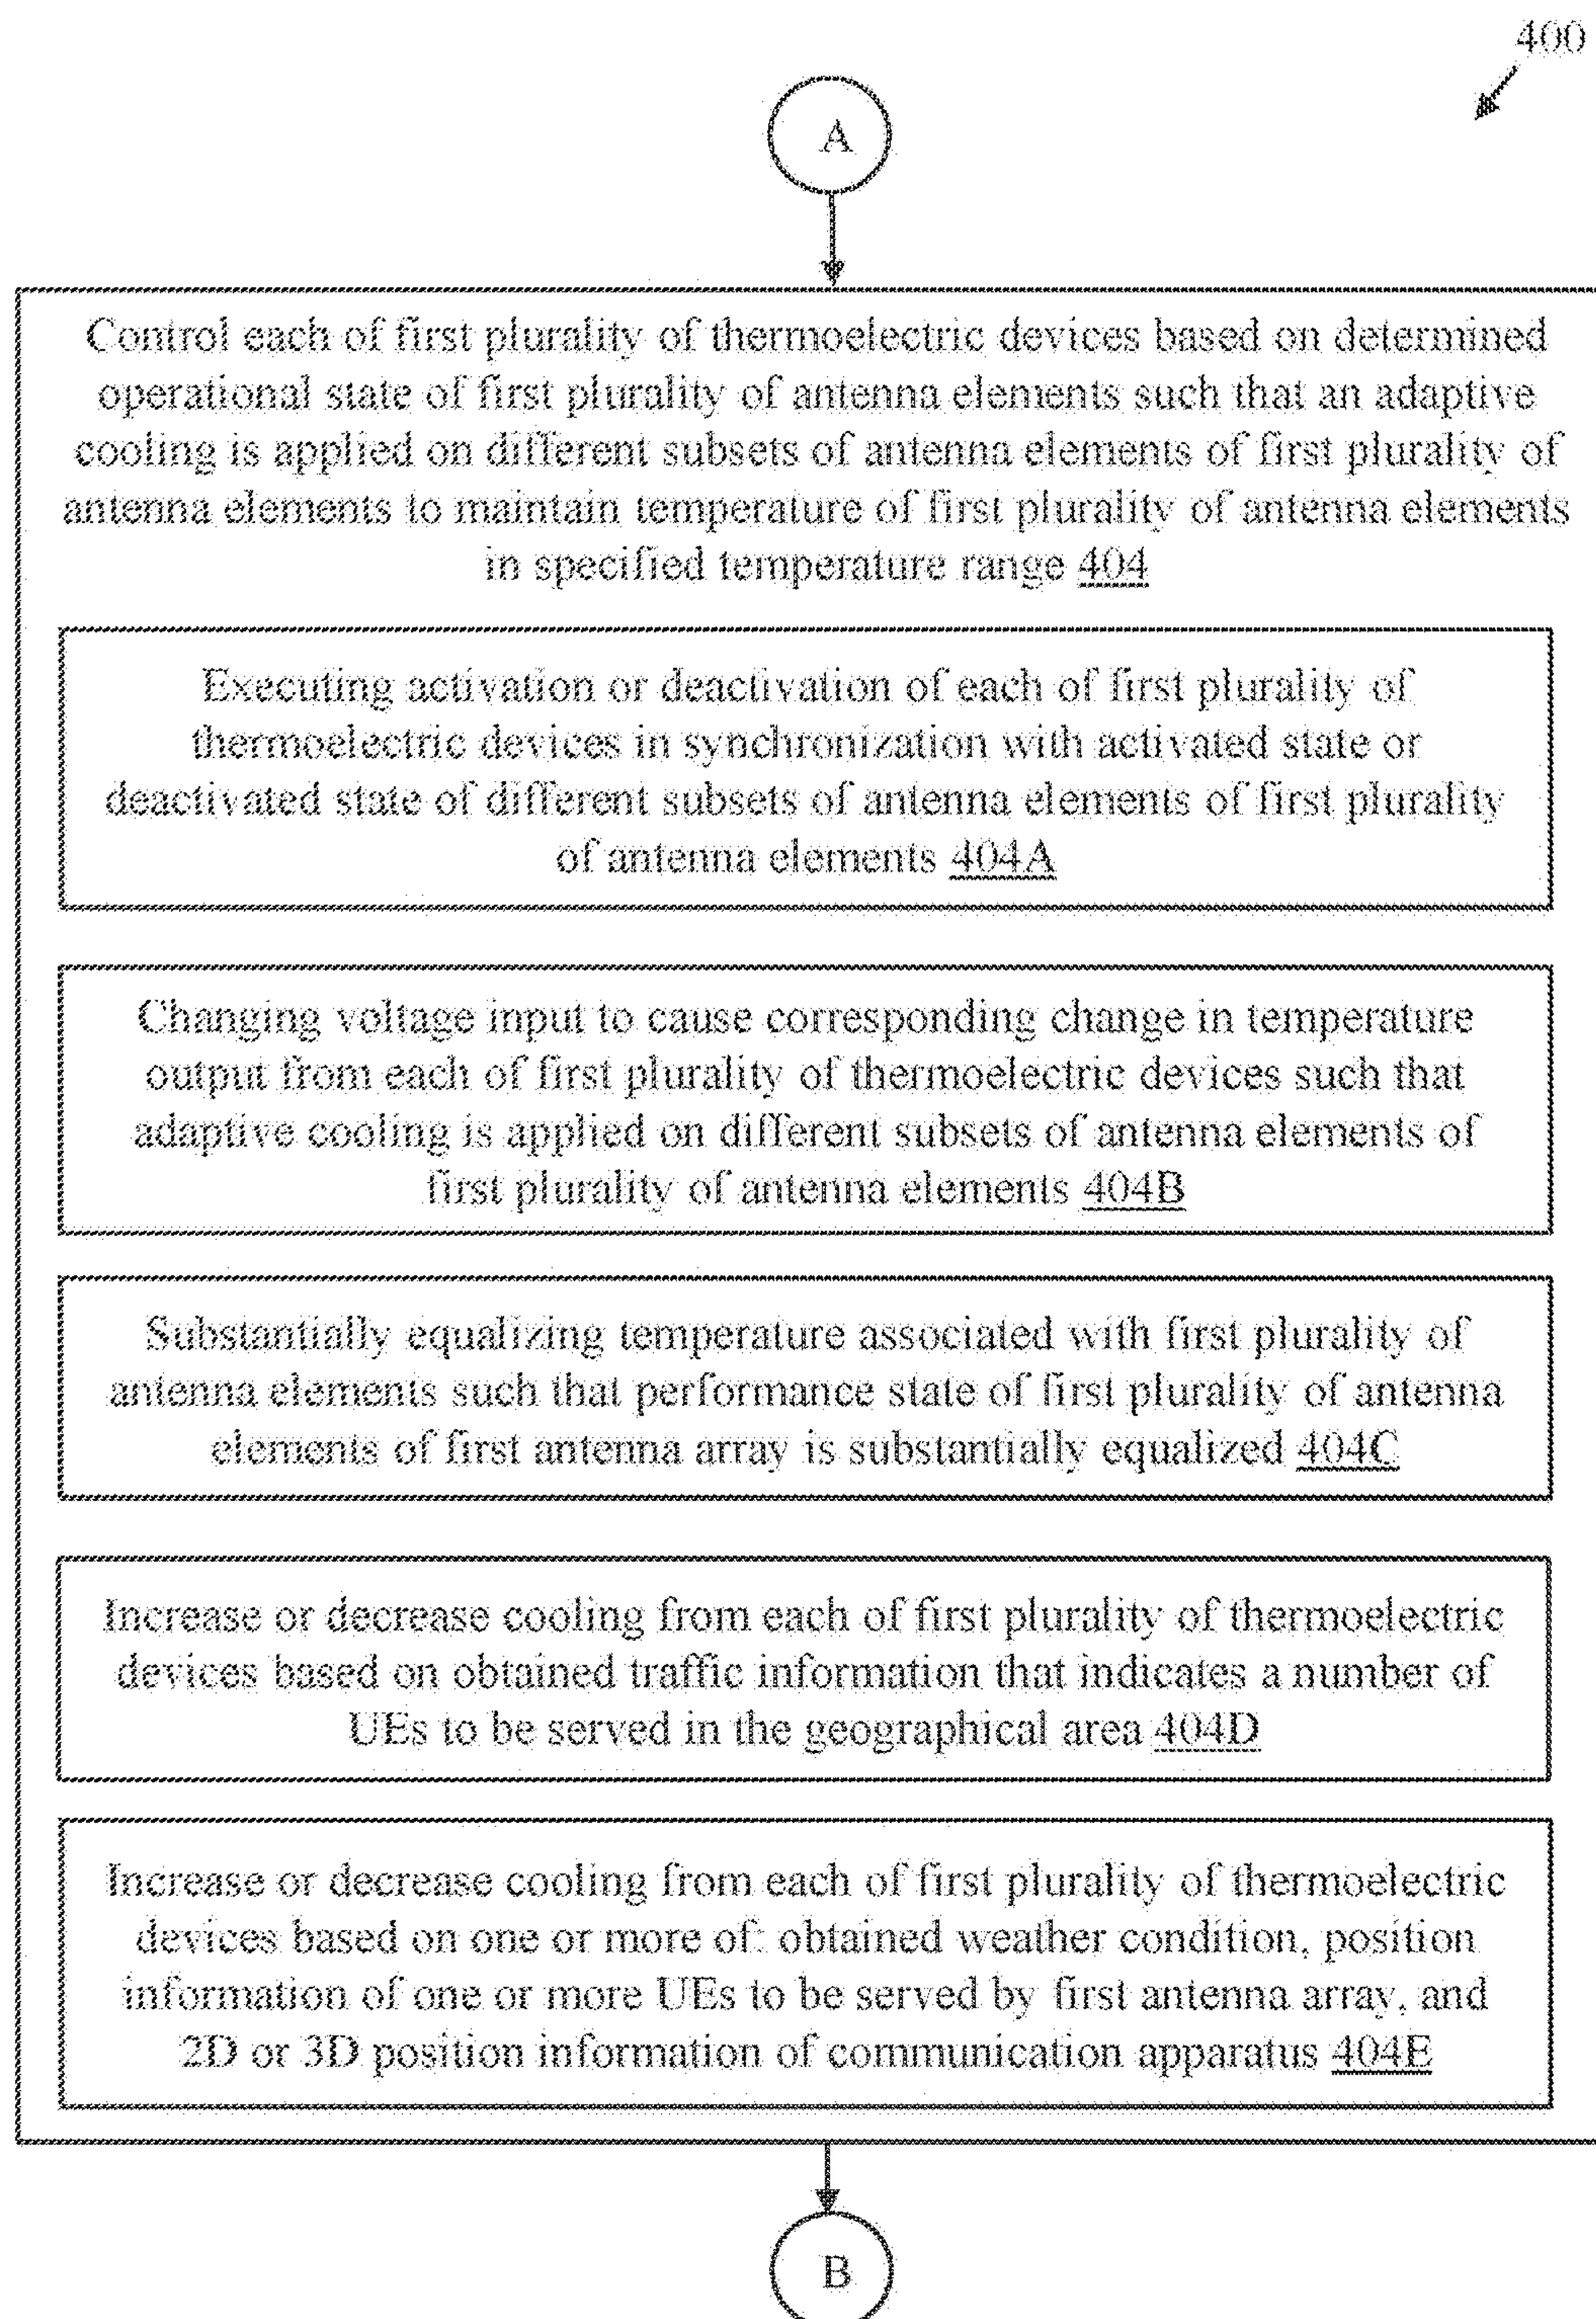 400
A
Control each of first plurality of thermoelectric devices based on determined
operational state of first plurality of antenna elements such that an adaptive
cooling is applied on different subsets of antenna elements of first plurality of
antenna elements to maintain temperature of first plurality of antenna elements
in specified temperature range 404
Executing activation or deactivation of each of first plurality of
thermoelectric devices in synchronization with activated state or
deactivated state of different subsets of antenna elements of first plurality
of antenna elements 404A
Changing voltage input to cause corresponding change in temperature
output from each of first plurality of thermoelectric devices such that
adaptive cooling is applied on different subsets of antenna elements of
first plurality of antenna elements 404B
Substantially equalizing temperature associated with first plurality of
antenna elements such that performance state of first plurality of antenna
elements of first antenna array is substantially equalized 404C
Increase or decrease cooling from each of first plurality of thermoelectric
devices based on obtained traffic information that indicates a number of
UEs to be served in the geographical area 404D
Increase or decrease cooling from each of first plurality of thermoelectric
devices based on one or more of: obtained weather condition, position
information of one or more UEs to be served by first antenna array, and
2D or 3D position information of communication apparatus 404E
B